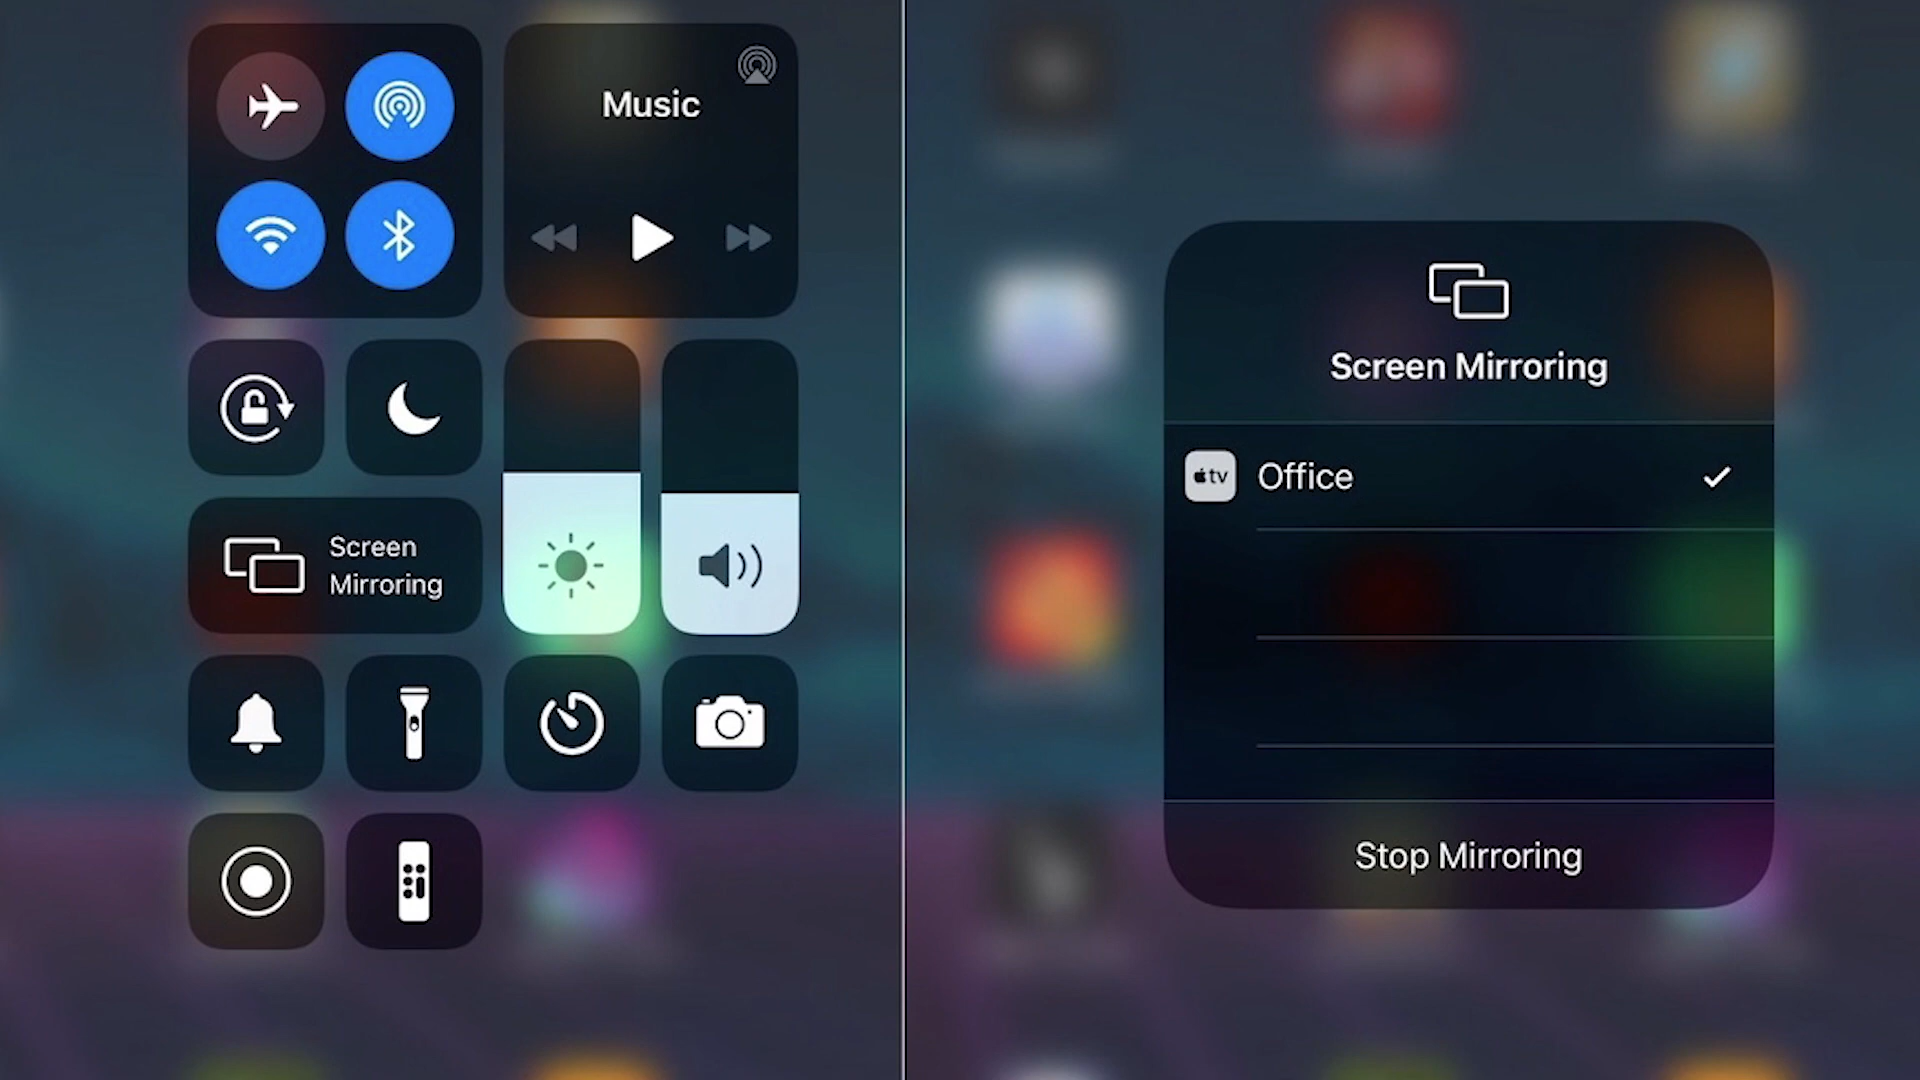 Music
Screen
Mirroring
Screen Mirroring
tv
Office
Stop Mirroring